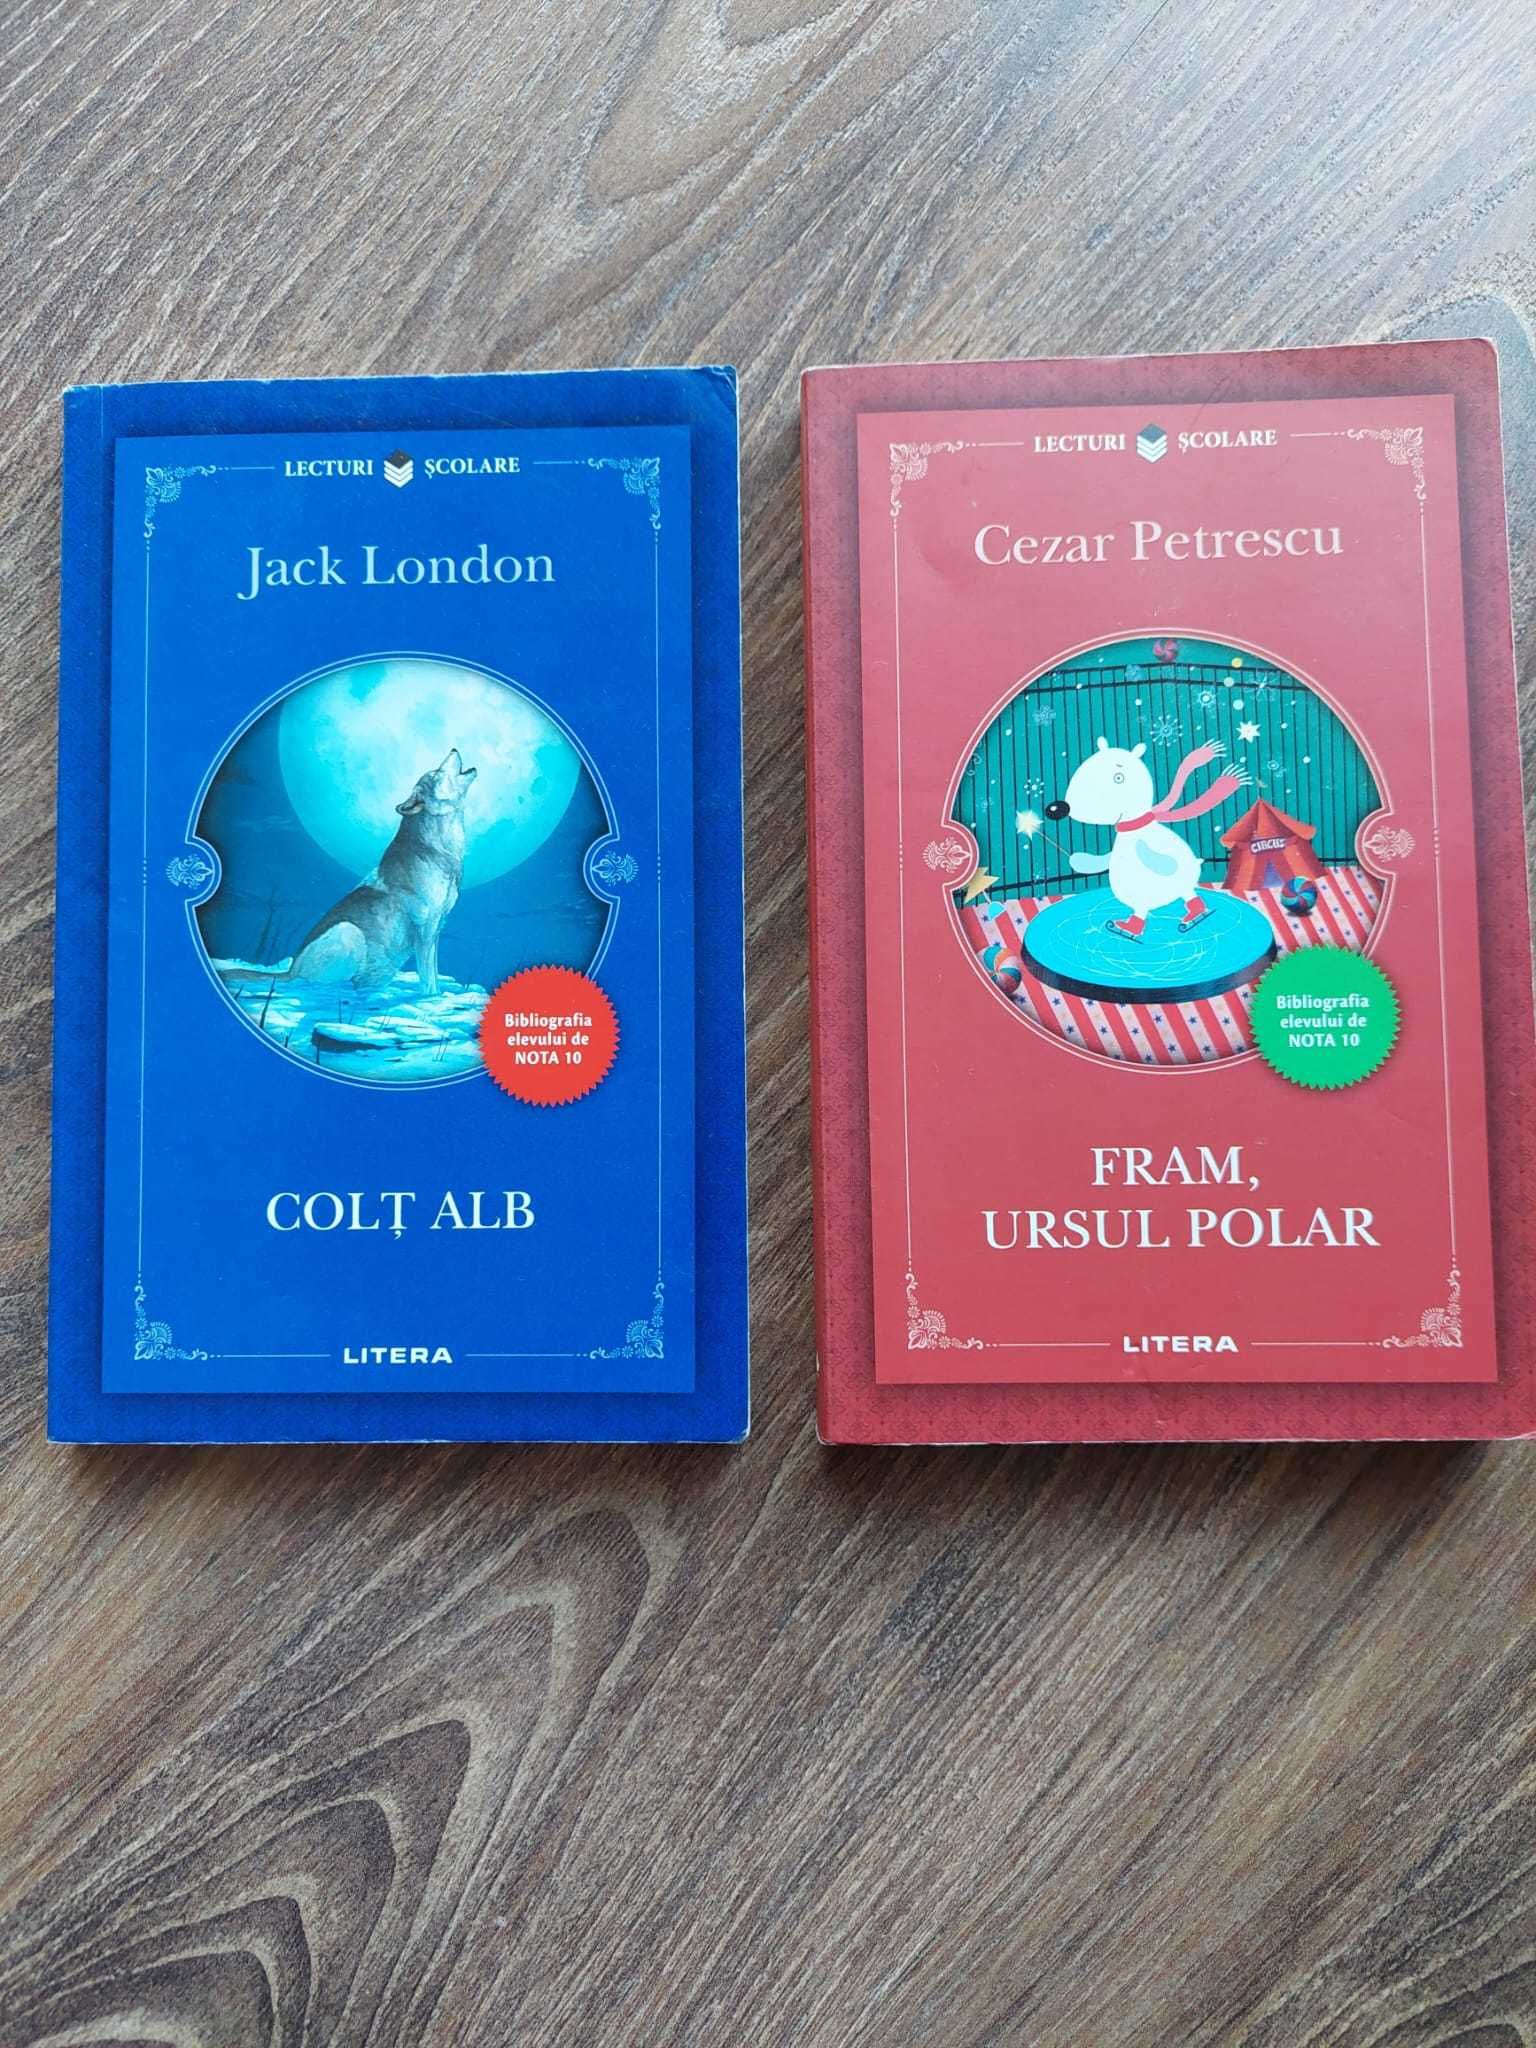 LECTURI ȘCOLARE
Jack London
Bibliografia
elevului de
NOTA 10
COLȚ ALB
LITERA
LECTURI ȘCOLARE
Cezar Petrescu
CIRCUS
Bibliografia
elevului de
NOTA 10
FRAM,
URSUL POLAR
LITERA